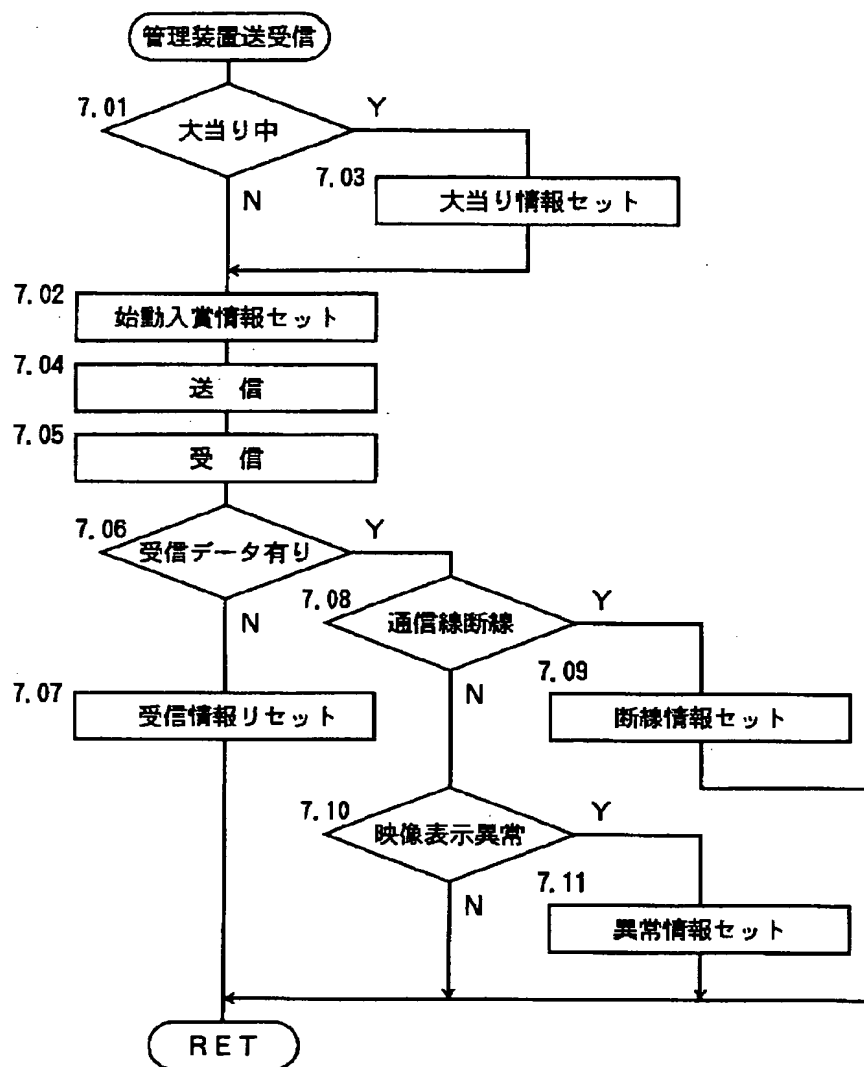 管理装置送受信
7.01
大当り中
Y
N
7.03
大当り情報セット
7.02
始動入賞情報セット
7.04
送 信
7.05
受 信
7.06
受信データ有り
Y
N
7.08
通信線断線
Y
N
7.07
受信情報リセット
7.09
断線情報セット
7.10
映像表示異常
Y
N
7.11
異常情報セット
RET